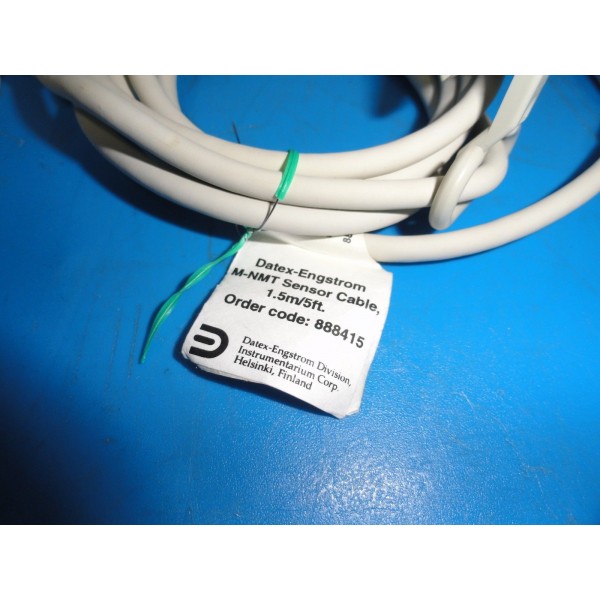 Datex-Engstrom
M-NMT Sensor Cable,
1.5m/5ft.
Order code: 888415
Datex-Engstrom Division,
Instrumentarium Corp.
Helsinki, Finland